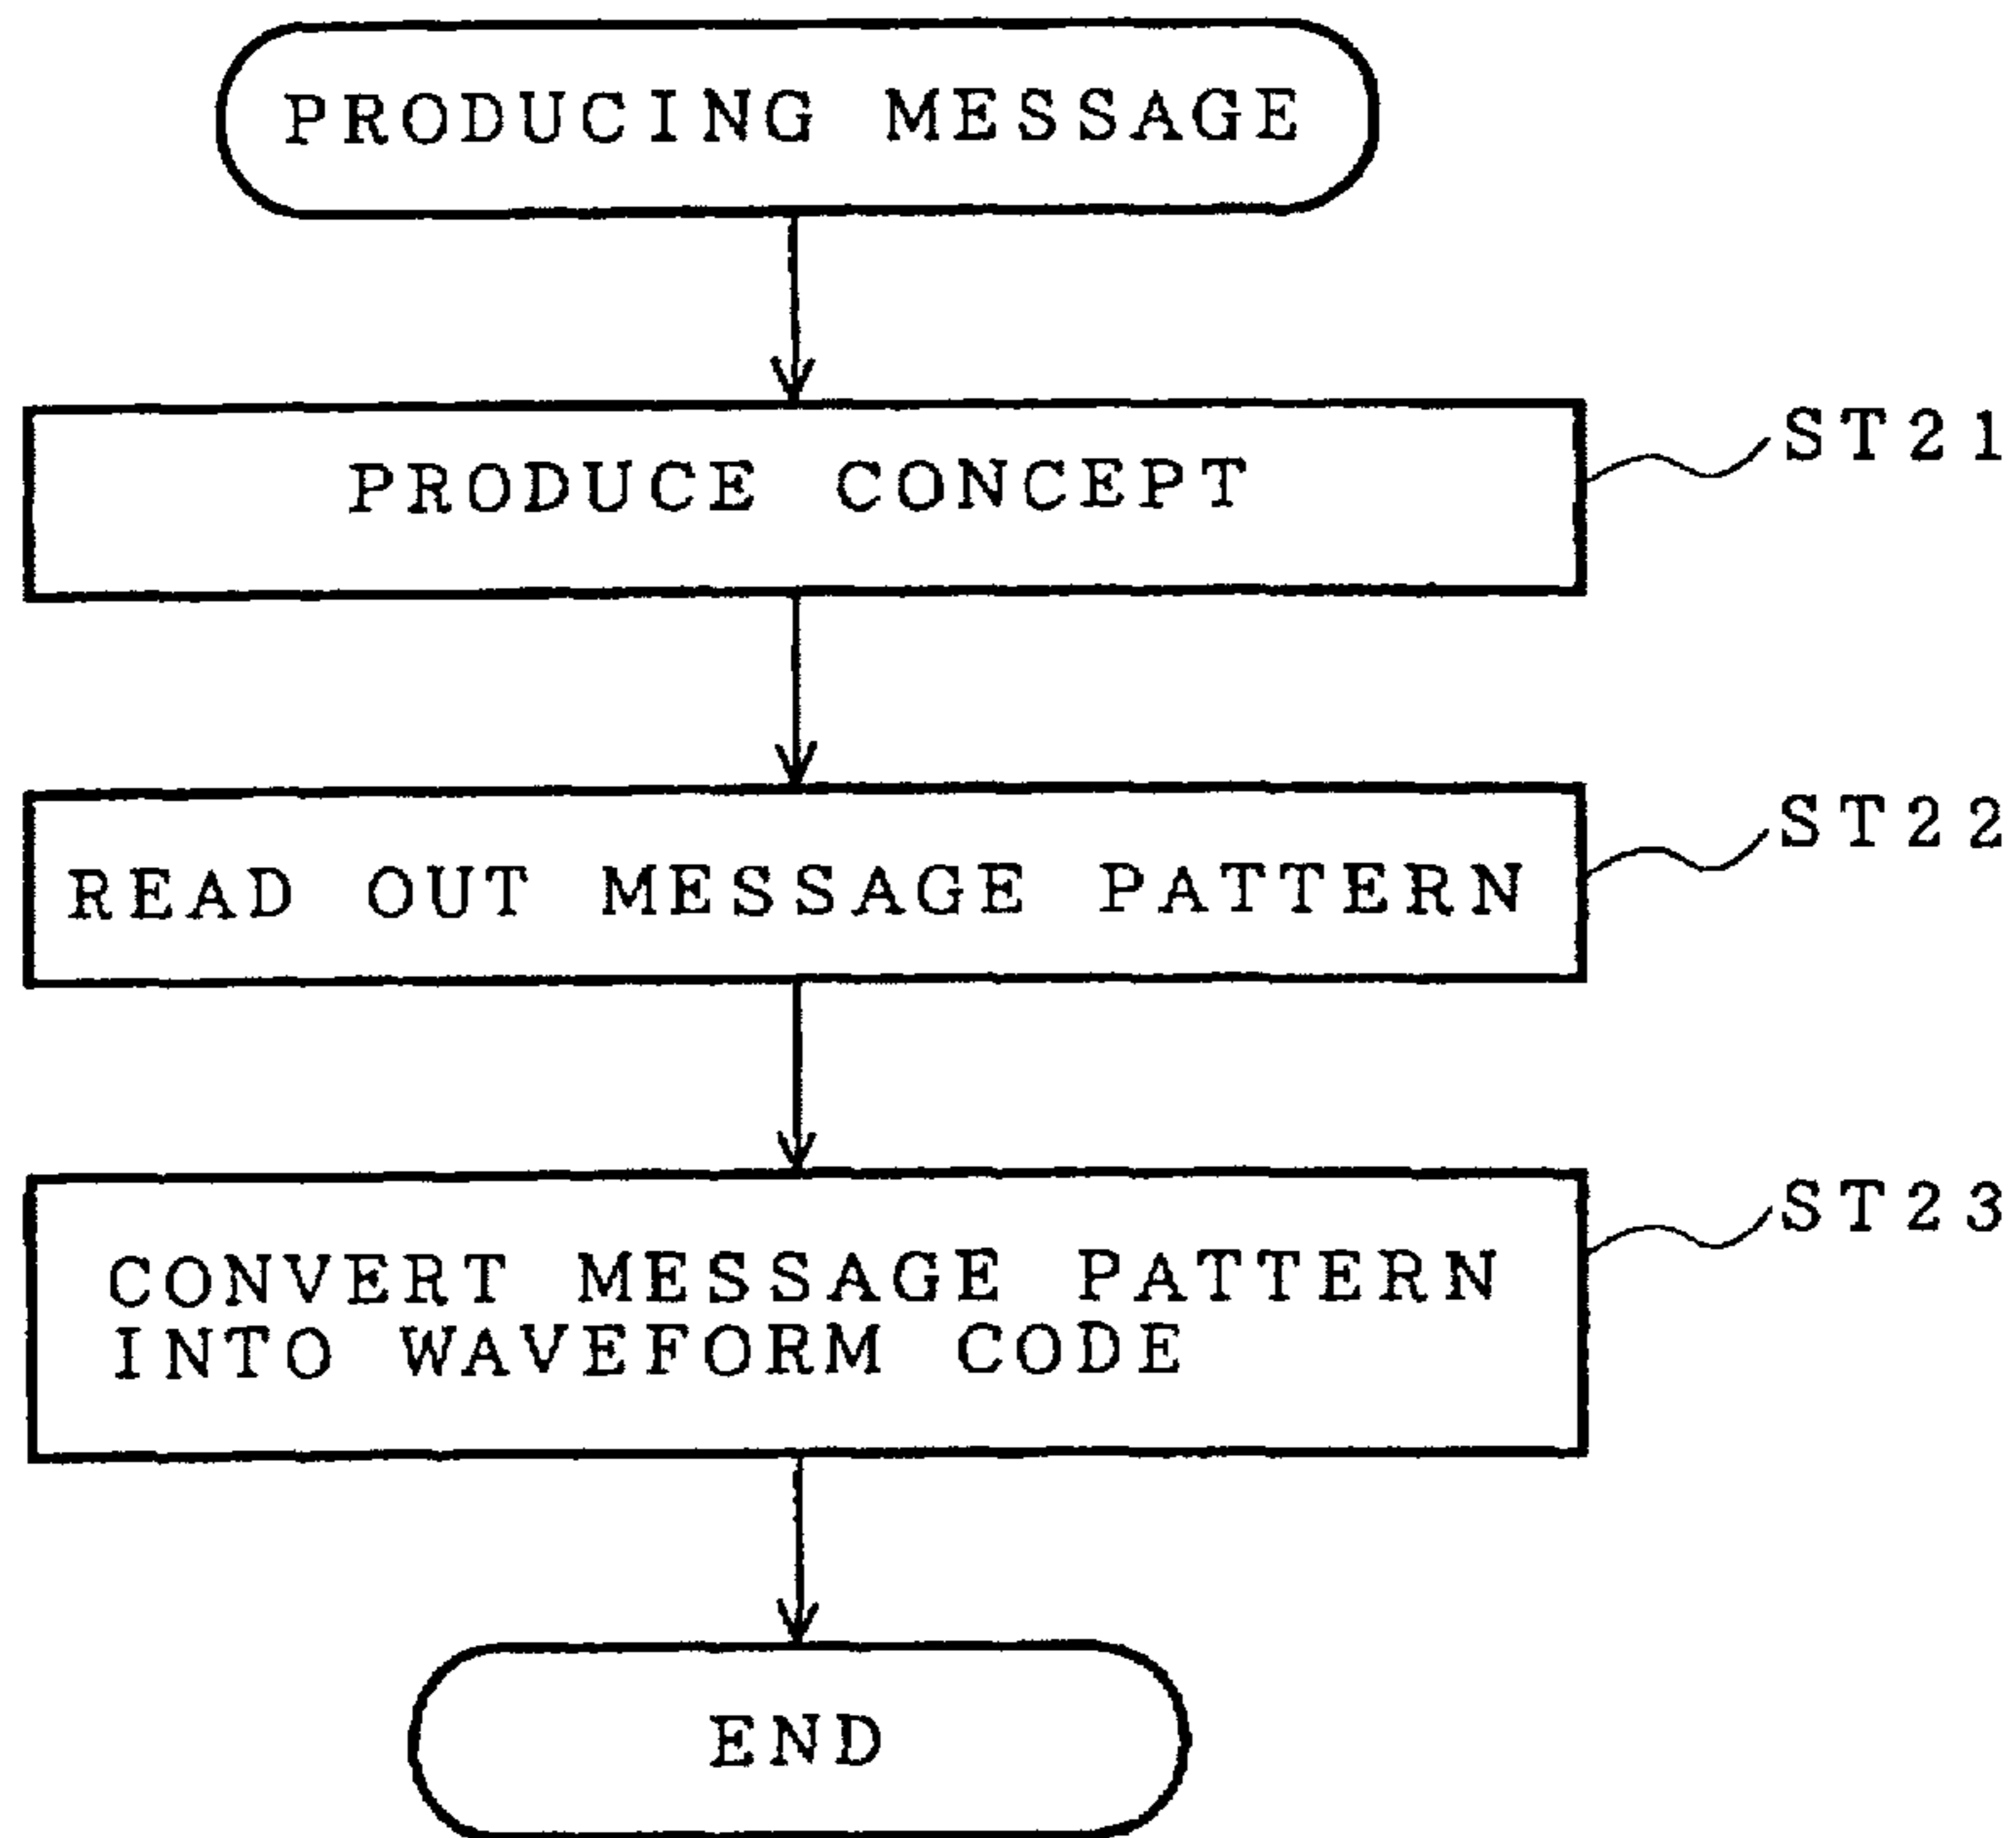 PRODUCING MESSAGE
PRODUCE CONCEPT
ST21
READ OUT MESSAGE PATTERN
ST22
CONVERT MESSAGE PATTERN
INTO WAVEFORM CODE
ST23
END